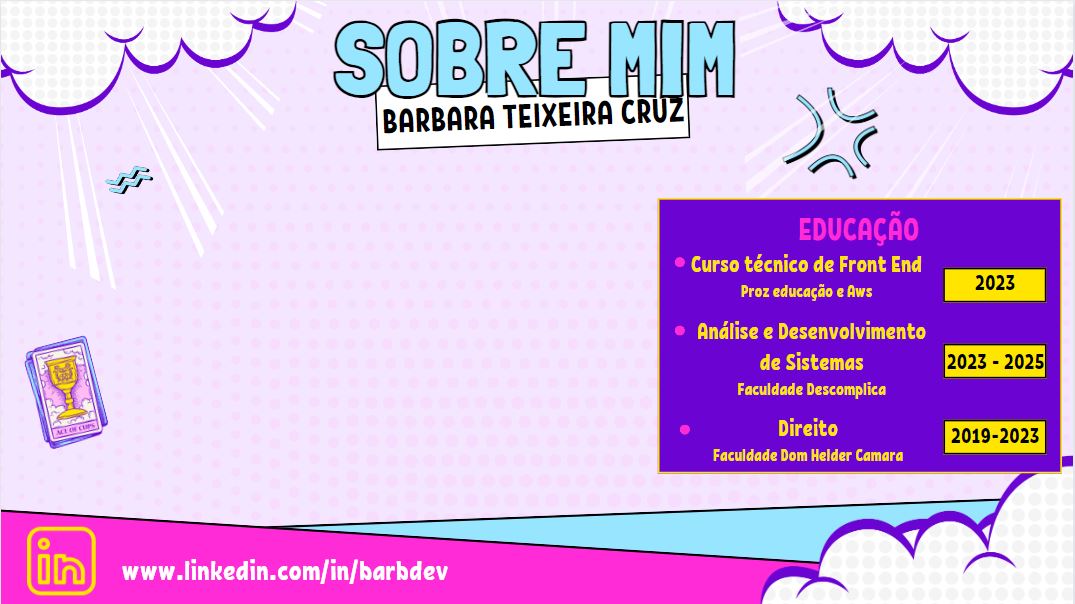 SOBRE MIM
BARBARA TEIXEIRA CRUZ
EDUCAÇÃO
Curso técnico de Front End
Proz educação e Aws
2023
Análise e Desenvolvimento
de Sistemas
Faculdade Descomplica
2023 - 2025
Direito
Faculdade Dom Helder Camara
2019-2023
ACE OF CUPS
in
www.linkedin.com/in/barbdev